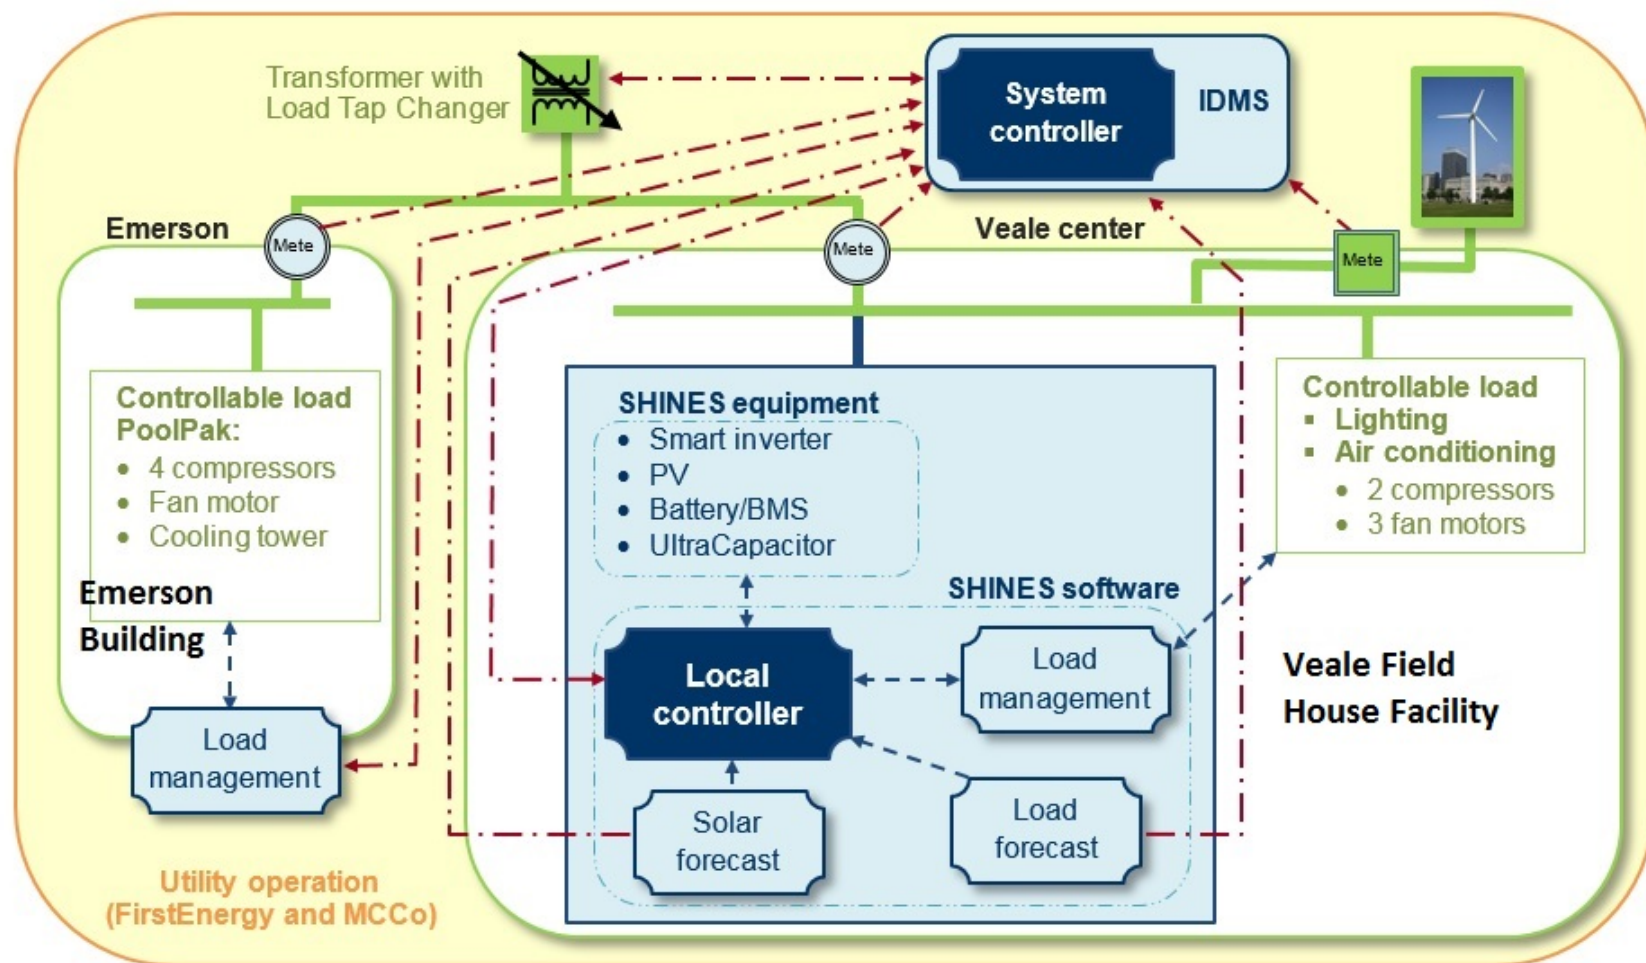 Transformer with
Load Tap Changer
System
controller
IDMS
Emerson
Mete
Mete
Veale center
Mete
Controllable load
PoolPak:
• 4 compressors
• Fan motor
• Cooling tower
Emerson
Building
Load
management
SHINES equipment
• Smart inverter
• PV
• Battery/BMS
• UltraCapacitor
SHINES software
Local
controller
Load
management
Solar
forecast
Load
forecast
Controllable load
▪ Lighting
▪ Air conditioning
• 2 compressors
• 3 fan motors
Veale Field
House Facility
Utility operation
(FirstEnergy and MCCo)